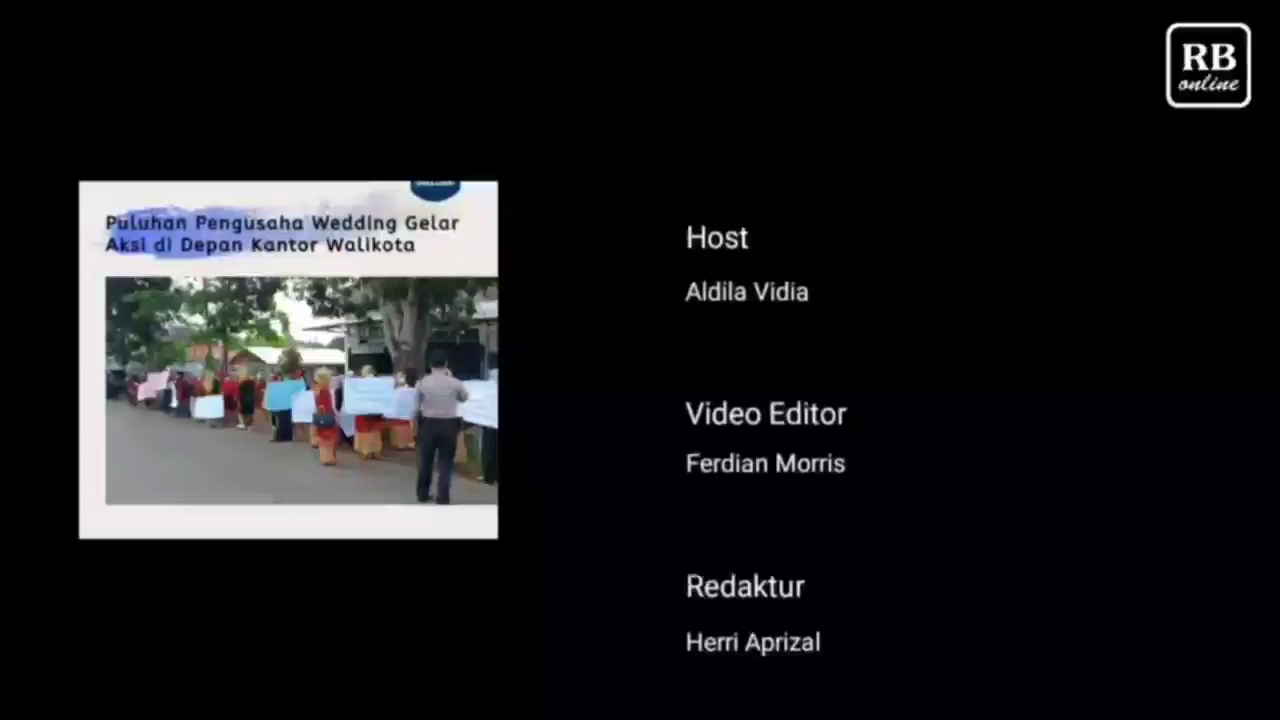 RB
online
Puluhan Pengusaha Wedding Gelar
Aksi di Depan Kantor Walikota
Host
Aldila Vidia
Video Editor
Ferdian Morris
Redaktur
Herri Aprizal